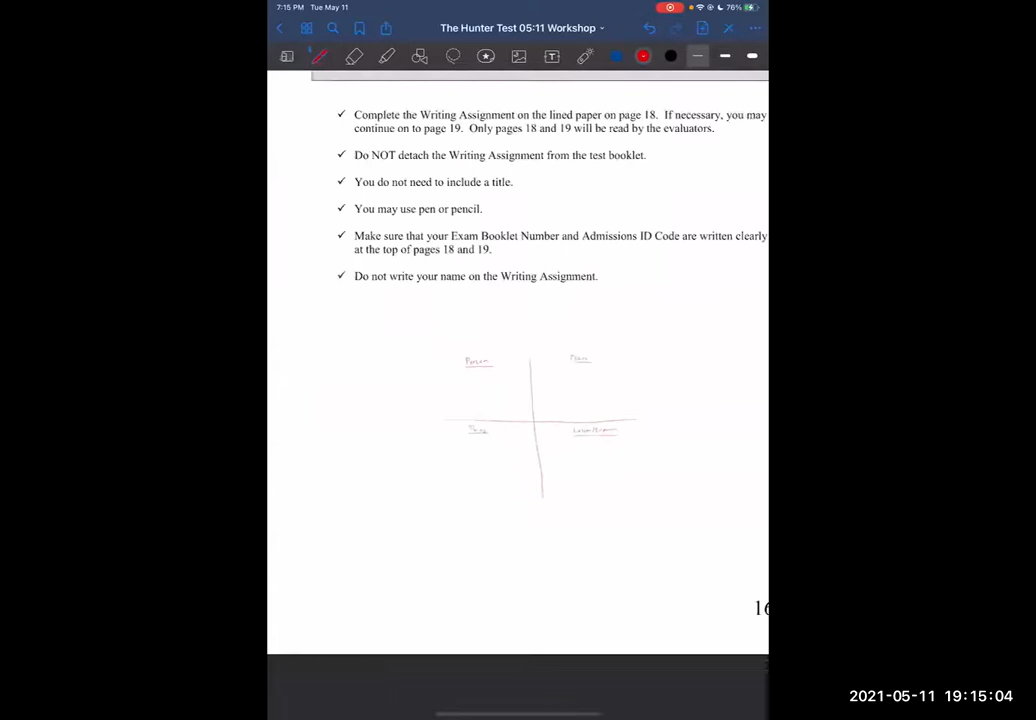 7:15 PM Tue May 11
76%
The Hunter Test 05:11 Workshop
✓ Complete the Writing Assignment on the lined paper on page 18. If necessary, you may
continue on to page 19. Only pages 18 and 19 will be read by the evaluators.
✓ Do NOT detach the Writing Assignment from the test booklet.
✓ You do not need to include a title.
✓ You may use pen or pencil.
✓ Make sure that your Exam Booklet Number and Admissions ID Code are written clearly
at the top of pages 18 and 19.
✓ Do not write your name on the Writing Assignment.
Person
16
2021-05-11 19:15:04